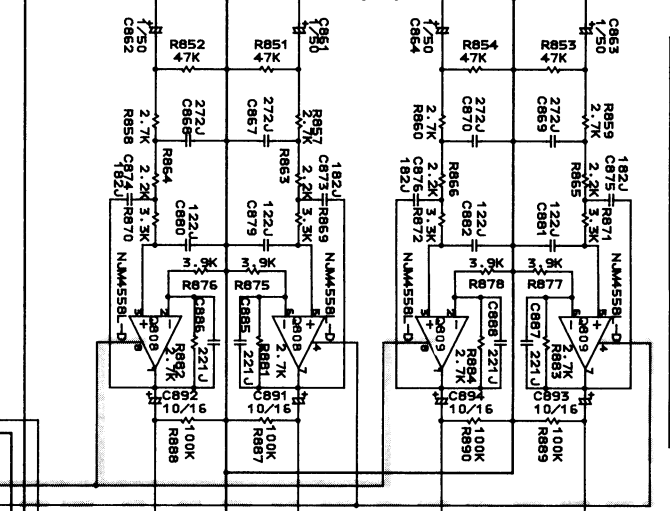 C862 1/50
C861 1/50
C864 1/50
C863 1/50
R852 47K
R851 47K
R854 47K
R853 47K
R858 2.7K
C868 272J
C867 272J
R857 2.7K
R860 2.7K
C870 272J
C869 272J
R859 2.7K
C874 182J
R864 2.2K
R863 2.2K
C873 182J
C876 182J
R866 2.2K
R865 2.2K
C875 182J
R870 3.3K
C880 122J
C879 122J
R869 3.3K
R872 3.3K
C882 122J
C881 122J
R871 3.3K
3.9K
3.9K
3.9K
3.9K
R876
R875
R878
R877
NJM4558L-D
NJM4558L-D
NJM4558L-D
NJM4558L-D
Q808
Q808
Q809
Q809
C886 221J
C885 221J
C888 221J
C887 221J
R882 2.7K
R881 2.7K
R884 2.7K
R883 2.7K
C892 10/16
C891 10/16
C894 10/16
C893 10/16
R888 100K
R887 100K
R890 100K
R889 100K